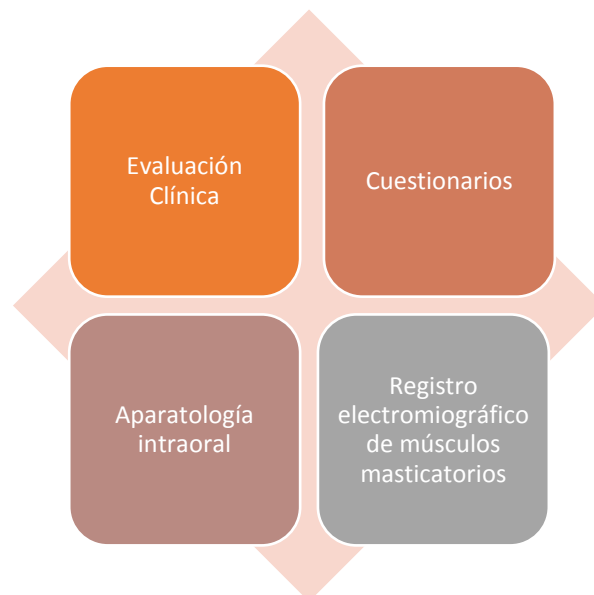 Evaluación
Clínica
Cuestionarios
Aparatología
intraoral
Registro
electromiográfico
de músculos
masticatorios